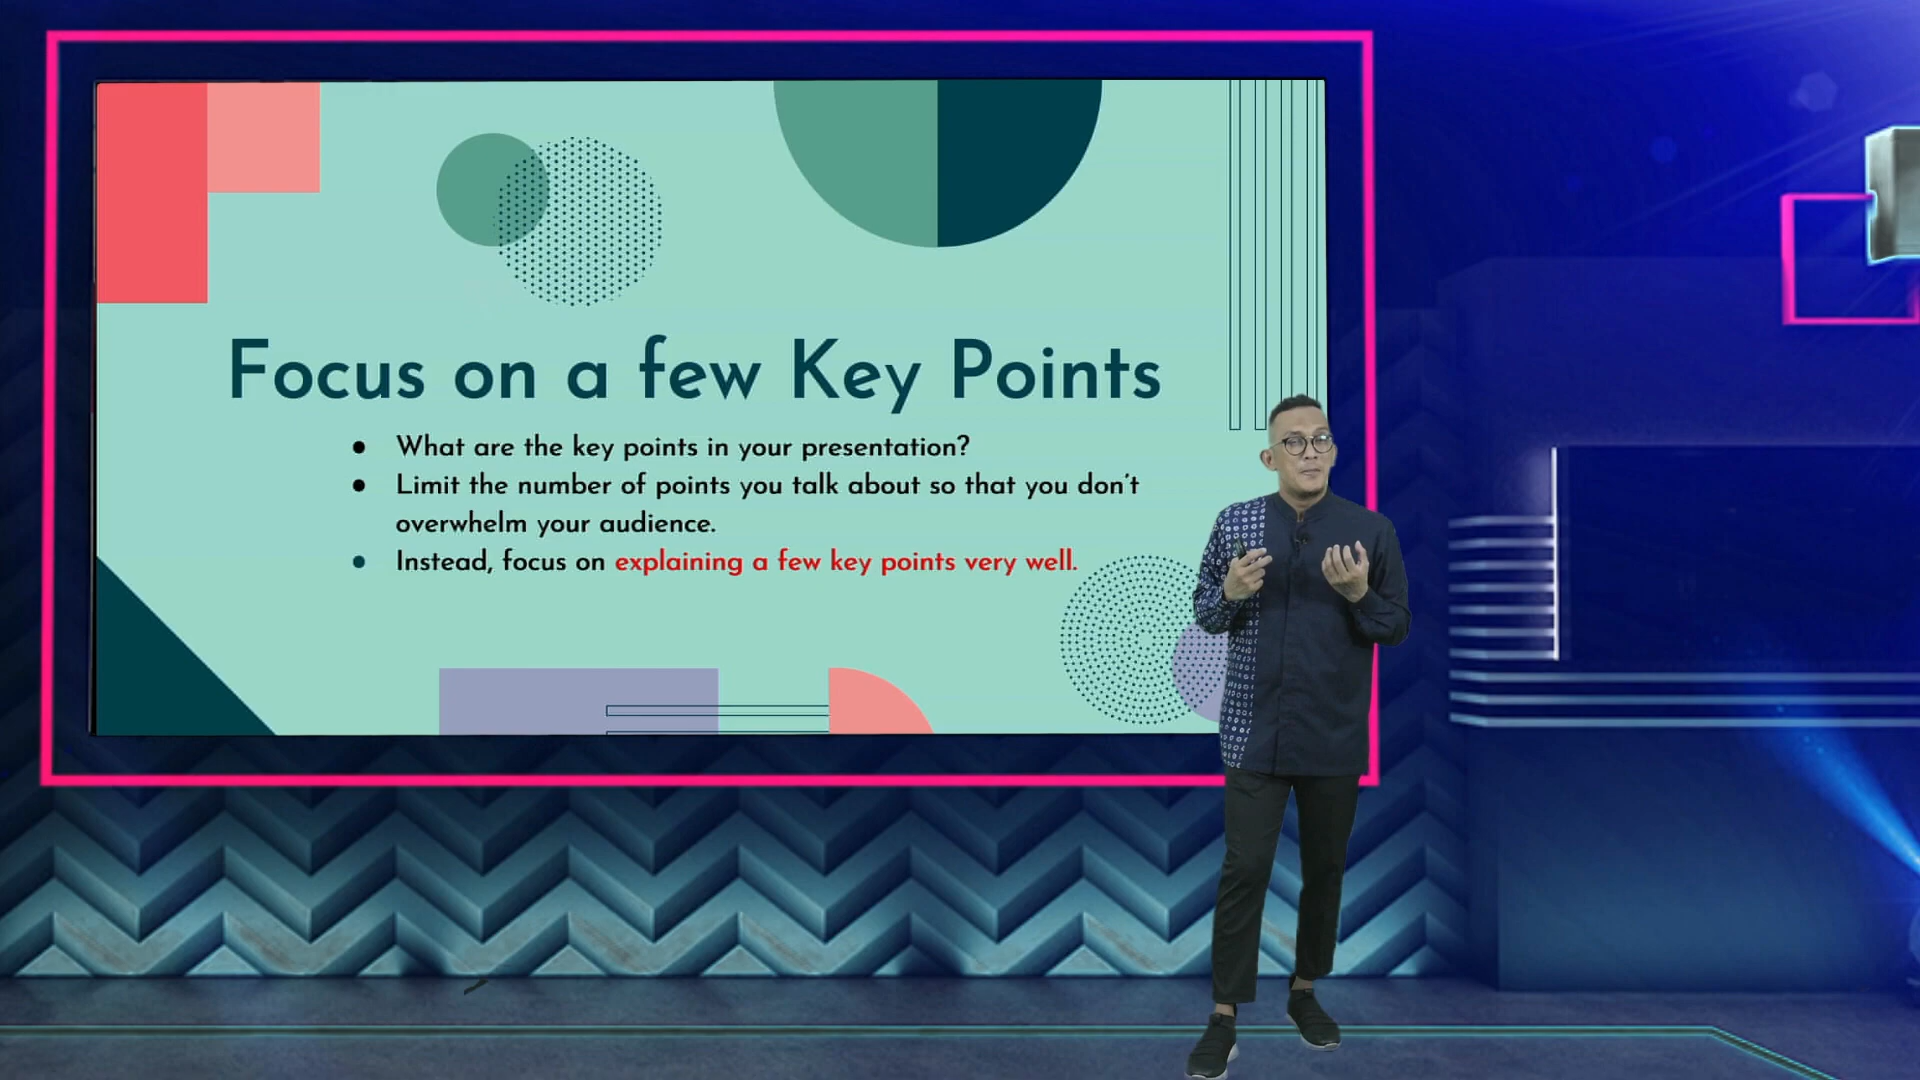 Focus on a few Key Points
● What are the key points in your presentation?
● Limit the number of points you talk about so that you don't
overwhelm your audience.
● Instead, focus on explaining a few key points very well.